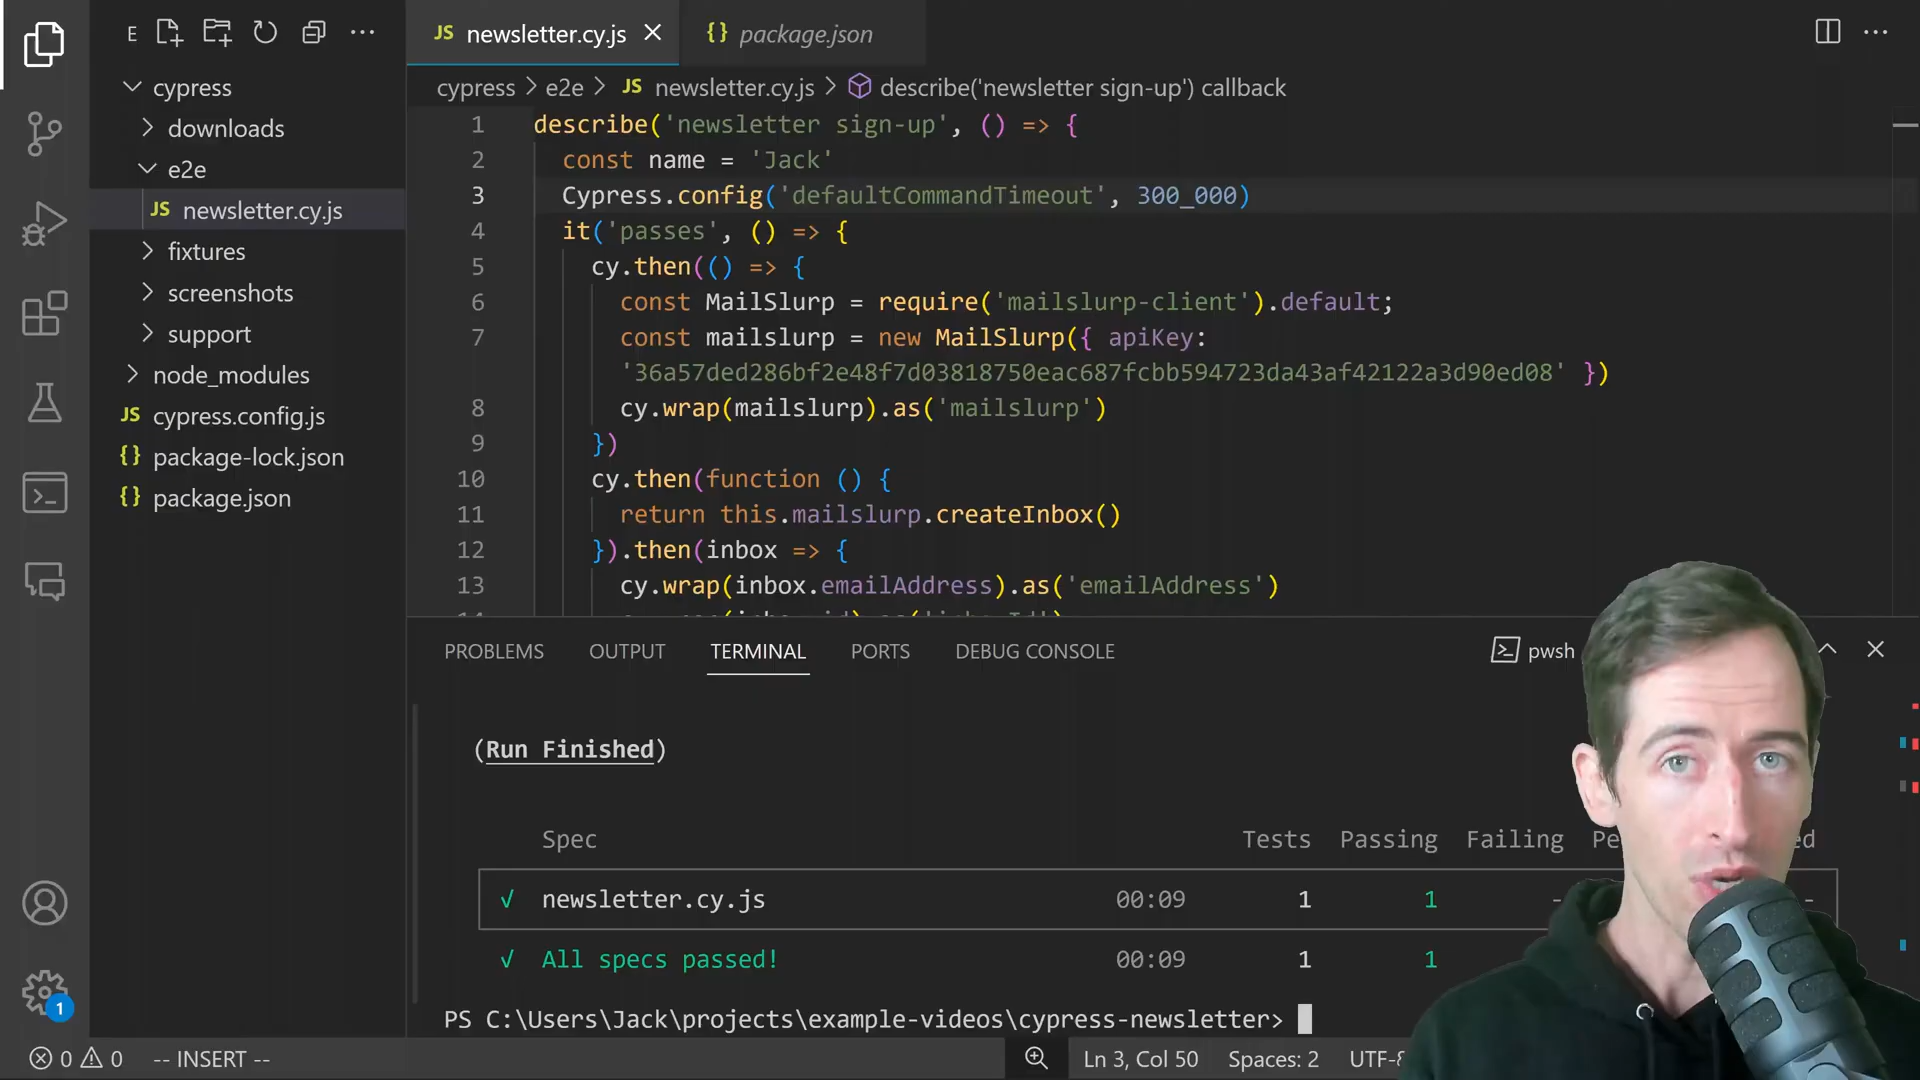 E
JS newsletter.cy.js
{} package.json
cypress
downloads
e2e
JS newsletter.cy.js
fixtures
screenshots
support
node_modules
JS cypress.config.js
{} package-lock.json
{} package.json
cypress > e2e > JS newsletter.cy.js > describe('newsletter sign-up') callback
1 describe('newsletter sign-up', () => {
2 const name = 'Jack'
3 Cypress.config('defaultCommandTimeout', 300_000)
4 it('passes', () => {
5 cy.then(() => {
6 const MailSlurp = require('mailslurp-client').default;
7 const mailslurp = new MailSlurp({ apiKey:
'36a57ded286bf2e48f7d03818750eac687fcbb594723da43af42122a3d90ed08' })
8 cy.wrap(mailslurp).as('mailslurp')
9 })
10 cy.then(function () {
11 return this.mailslurp.createInbox()
12 }).then(inbox => {
13 cy.wrap(inbox.emailAddress).as('emailAddress')
PROBLEMS OUTPUT TERMINAL PORTS DEBUG CONSOLE pwsh
(Run Finished)
Spec Tests Passing Failing
√ newsletter.cy.js 00:09 1 1 - -
√ All specs passed! 00:09 1 1
PS C:\Users\Jack\projects\example-videos\cypress-newsletter>
1
0 0 -- INSERT -- Ln 3, Col 50 Spaces: 2 UTF-8